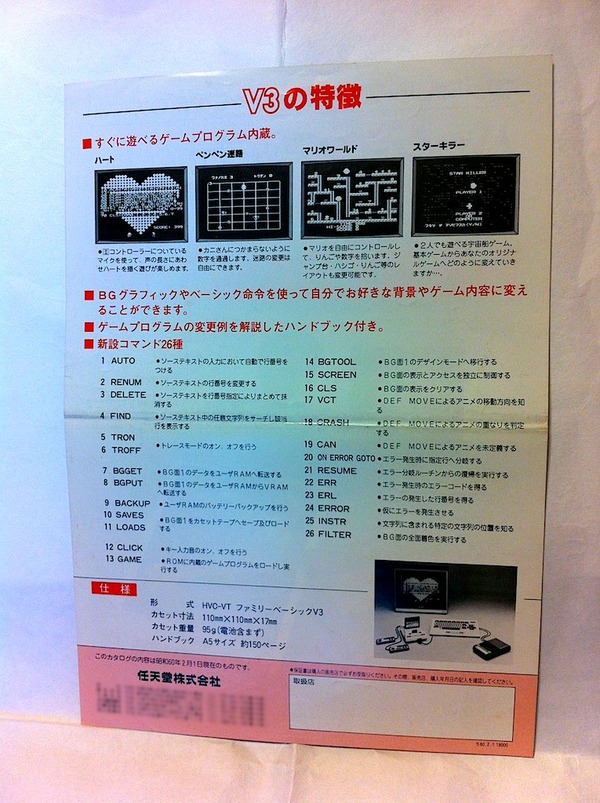 V3の特徴
■すぐに遊べるゲームプログラム内蔵。
ハート
ペンペン迷路
マリオワールド
スターキラー
STAR KILLER
PLAYER 1
PLAYER 2
COMPUTER
SCORE: 399
●Ⅱコントローラーについている
マイクを使って、声の長さにあわ
せハートを描く遊びが楽しめます。
●カニさんにつかまらないように
数字を通過します。迷路の変更は
自由にできます。
●マリオを自由にコントロールし
て、りんごや数字を拾います。ジ
ャンプ台・ハシゴ・りんご等のレ
イアウトも変更可能です。
●2人でも遊べる宇宙船ゲーム。
基本ゲームからあなたのオリジナ
ルゲームへどのように変えていき
ますか…。
■BGグラフィックやベーシック命令を使って自分でお好きな背景やゲーム内容に変え
ることができます。
■ゲームプログラムの変更例を解説したハンドブック付き。
■新設コマンド26種
1 AUTO ●ソーステキストの入力において自動で行番号を
つける
2 RENUM ●ソーステキストの行番号を変更する
3 DELETE ●ソーステキストを行番号指定によりまとめて抹
消する
4 FIND ●ソーステキスト中の任意文字列をサーチし該当
行を表示する
5 TRON
6 TROFF ●トレースモードのオン、オフを行う
7 BGGET ●BG面1のデータをユーザRAMへ転送する
8 BGPUT ●BG面1のデータをユーザRAMからVRAM
へ転送する
9 BACKUP ●ユーザRAMのバッテリーバックアップを行う
10 SAVES
11 LOADS ●BG面1をカセットテープへセーブ及びロード
する
12 CLICK ●キー入力音のオン、オフを行う
13 GAME ●ROMに内蔵のゲームプログラムをロードし実
行する
14 BGTOOL ●BG面1のデザインモードへ移行する
15 SCREEN ●BG面の表示とアクセスを独立に制御する
16 CLS ●BG面の表示をクリアする
17 VCT ●DEF MOVEによるアニメの移動方向を知
る
18 CRASH ●DEF MOVEによるアニメの重なりを判定
する
19 CAN ●DEF MOVEによるアニメを未定義する
20 ON ERROR GOTO ●エラー発生時に指定行へ分岐する
21 RESUME ●エラー分岐ルーチンからの復帰を実行する
22 ERR ●エラー発生時のエラーコードを得る
23 ERL ●エラーの発生した行番号を得る
24 ERROR ●仮にエラーを発生させる
25 INSTR ●文字列に含まれる特定の文字列の位置を知る
26 FILTER ●BG面の全面着色を実行する
仕様
形式 HVC-VT ファミリーベーシックV3
カセット寸法 110mm×110mm×17mm
カセット重量 95g(電池含まず)
ハンドブック A5サイズ 約150ページ
このカタログの内容は昭和60年2月1日現在のものです。
任天堂株式会社
●保証書は購入の販売店で必ずお受取りください。その際、販売店、購入年月日の記入を確認してください。
取扱店